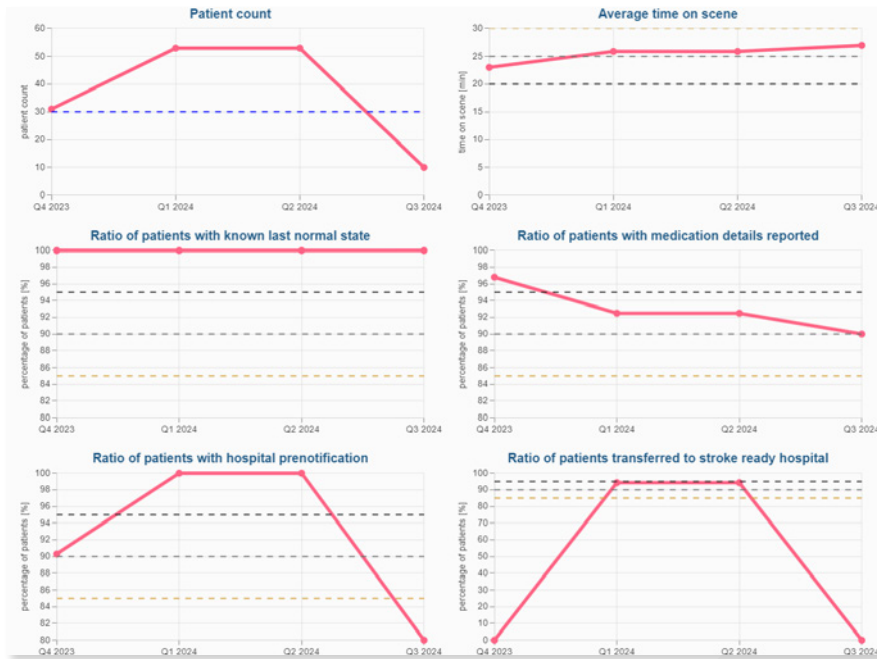 Patient count
patient count
60
50
40
30
20
10
0
Q4 2023
Q1 2024
Q2 2024
Q3 2024
Average time on scene
time on scene [min]
30
25
20
15
10
5
0
Q4 2023
Q1 2024
Q2 2024
Q3 2024
Ratio of patients with known last normal state
percentage of patients [%]
100
98
96
94
92
90
88
86
84
82
80
Q4 2023
Q1 2024
Q2 2024
Q3 2024
Ratio of patients with medication details reported
percentage of patients [%]
100
98
96
94
92
90
88
86
84
82
80
Q4 2023
Q1 2024
Q2 2024
Q3 2024
Ratio of patients with hospital prenotification
percentage of patients [%]
100
98
96
94
92
90
88
86
84
82
80
Q4 2023
Q1 2024
Q2 2024
Q3 2024
Ratio of patients transferred to stroke ready hospital
percentage of patients [%]
100
90
80
70
60
50
40
30
20
10
0
Q4 2023
Q1 2024
Q2 2024
Q3 2024